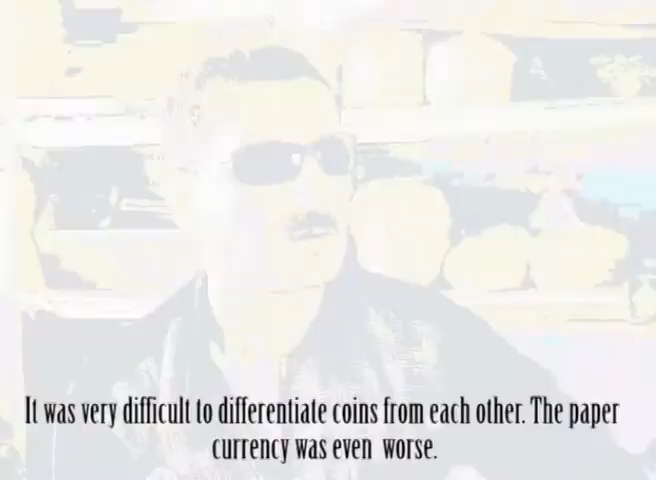 It was very difficult to differentiate coins from each other. The paper
currency was even worse.